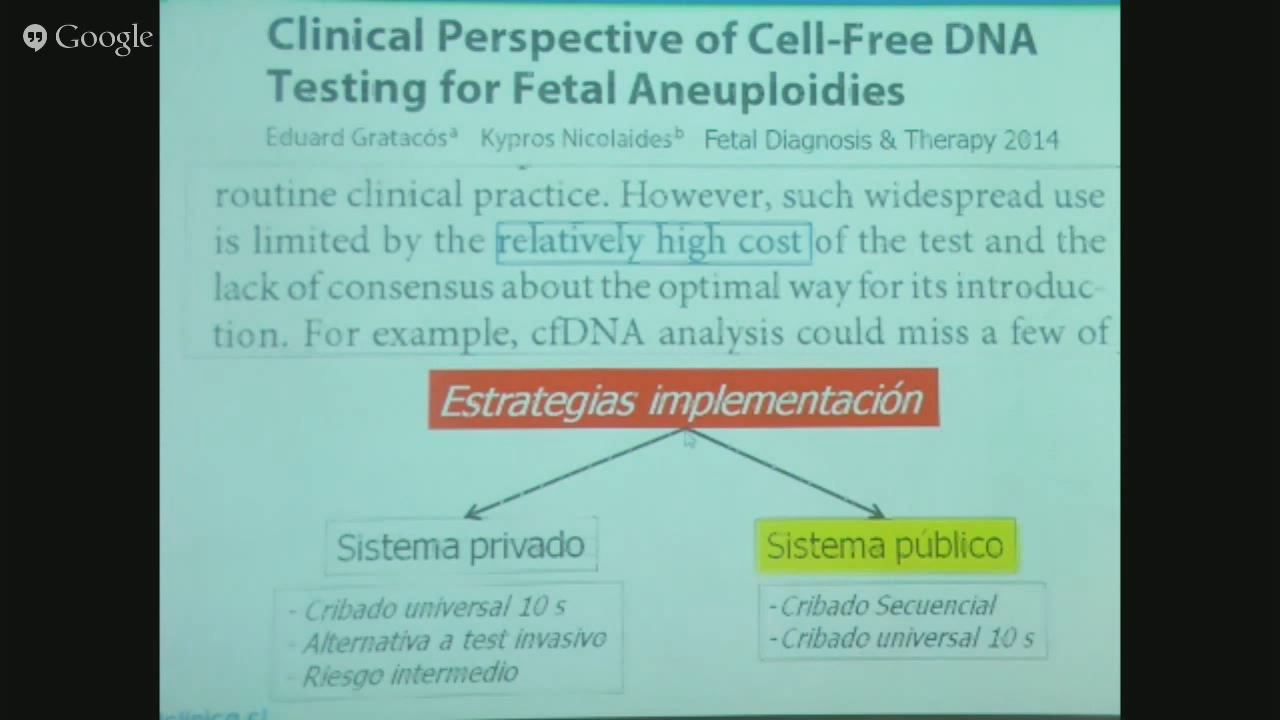 Google
Clinical Perspective of Cell-Free DNA
Testing for Fetal Aneuploidies
Eduard Gratacósᵃ Kypros Nicolaidesᵇ Fetal Diagnosis & Therapy 2014
routine clinical practice. However, such widespread use
is limited by the relatively high cost of the test and the
lack of consensus about the optimal way for its introduc-
tion. For example, cfDNA analysis could miss a few of
Estrategias implementación
Sistema privado
- Cribado universal 10 s
- Alternativa a test invasivo
- Riesgo intermedio
Sistema público
- Cribado Secuencial
- Cribado universal 10 s